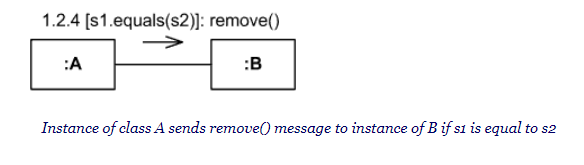 1.2.4 [s1.equals(s2)]: remove()
:A
:B
Instance of class A sends remove() message to instance of B if s1 is equal to s2